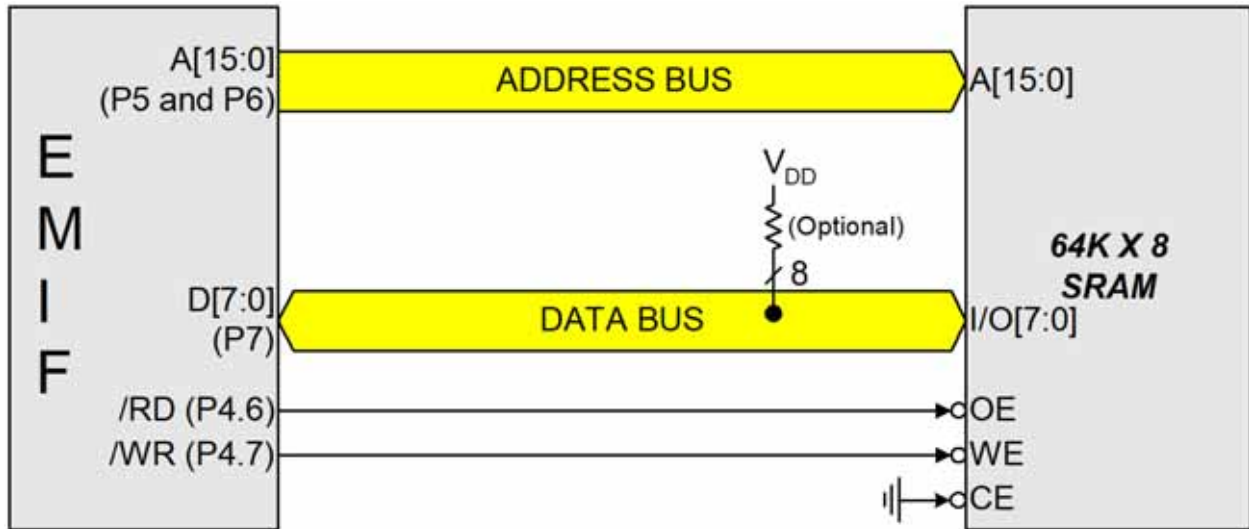 EMIF
A[15:0]
(P5 and P6)
ADDRESS BUS
A[15:0]
VDD
(Optional)
8
64K X 8
SRAM
D[7:0]
(P7)
DATA BUS
I/O[7:0]
/RD (P4.6)
OE
/WR (P4.7)
WE
CE